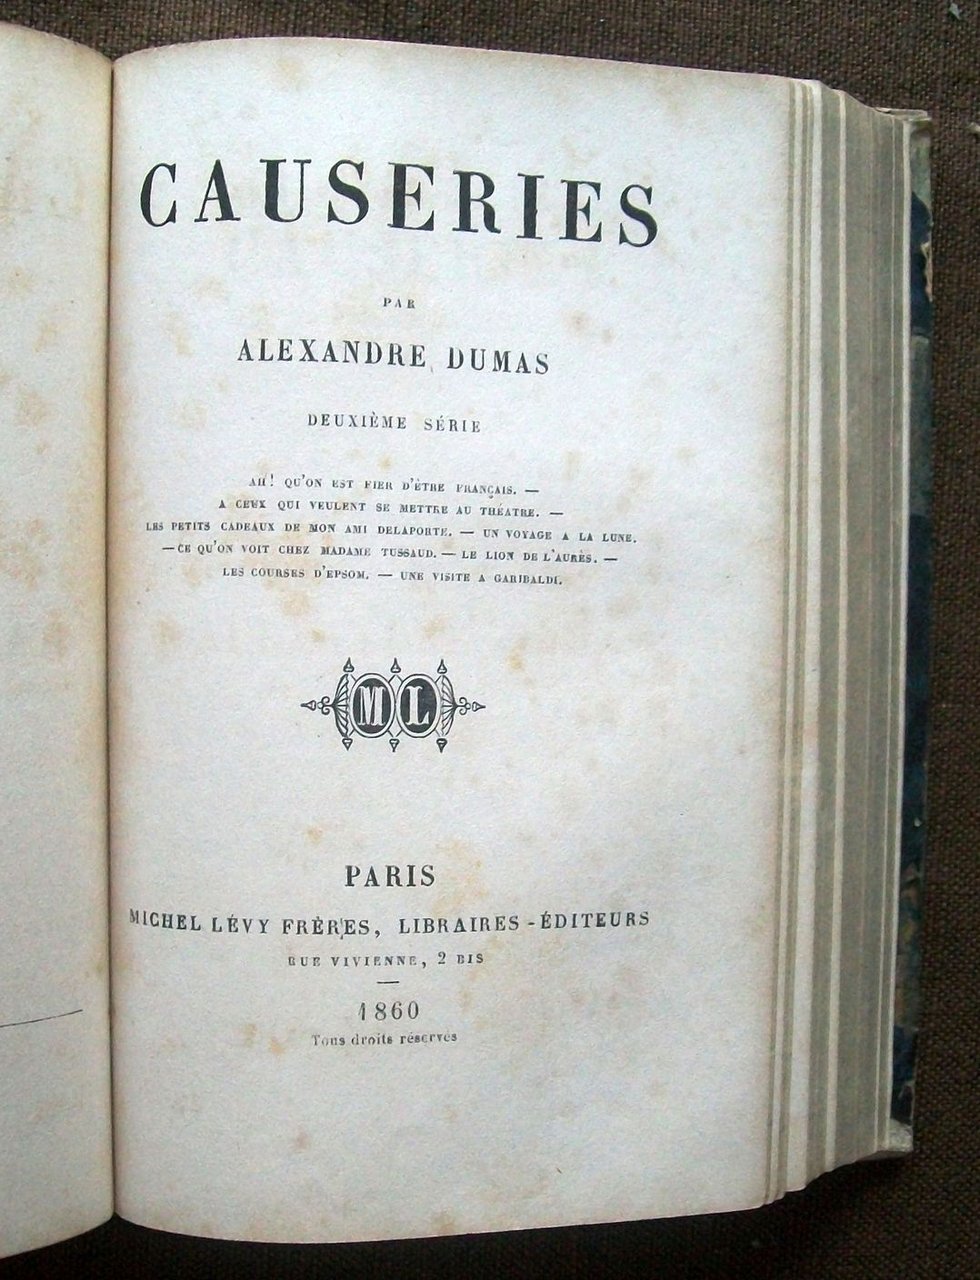 CAUSERIES
PAR
ALEXANDRE DUMAS
DEUXIÈME SÉRIE
AH! QU'ON EST FIER D'ÊTRE FRANÇAIS. —
A CEUX QUI VEULENT SE METTRE AU THÉATRE. —
LES PETITS CADEAUX DE MON AMI DELAPORTE. — UN VOYAGE A LA LUNE.
— CE QU'ON VOIT CHEZ MADAME TUSSAUD. — LE LION DE L'AURÈS. —
LES COURSES D'EPSOM. — UNE VISITE A GARIBALDI.
ML
PARIS
MICHEL LÉVY FRÈRES, LIBRAIRES-ÉDITEURS
RUE VIVIENNE, 2 BIS
—
1860
Tous droits réservés